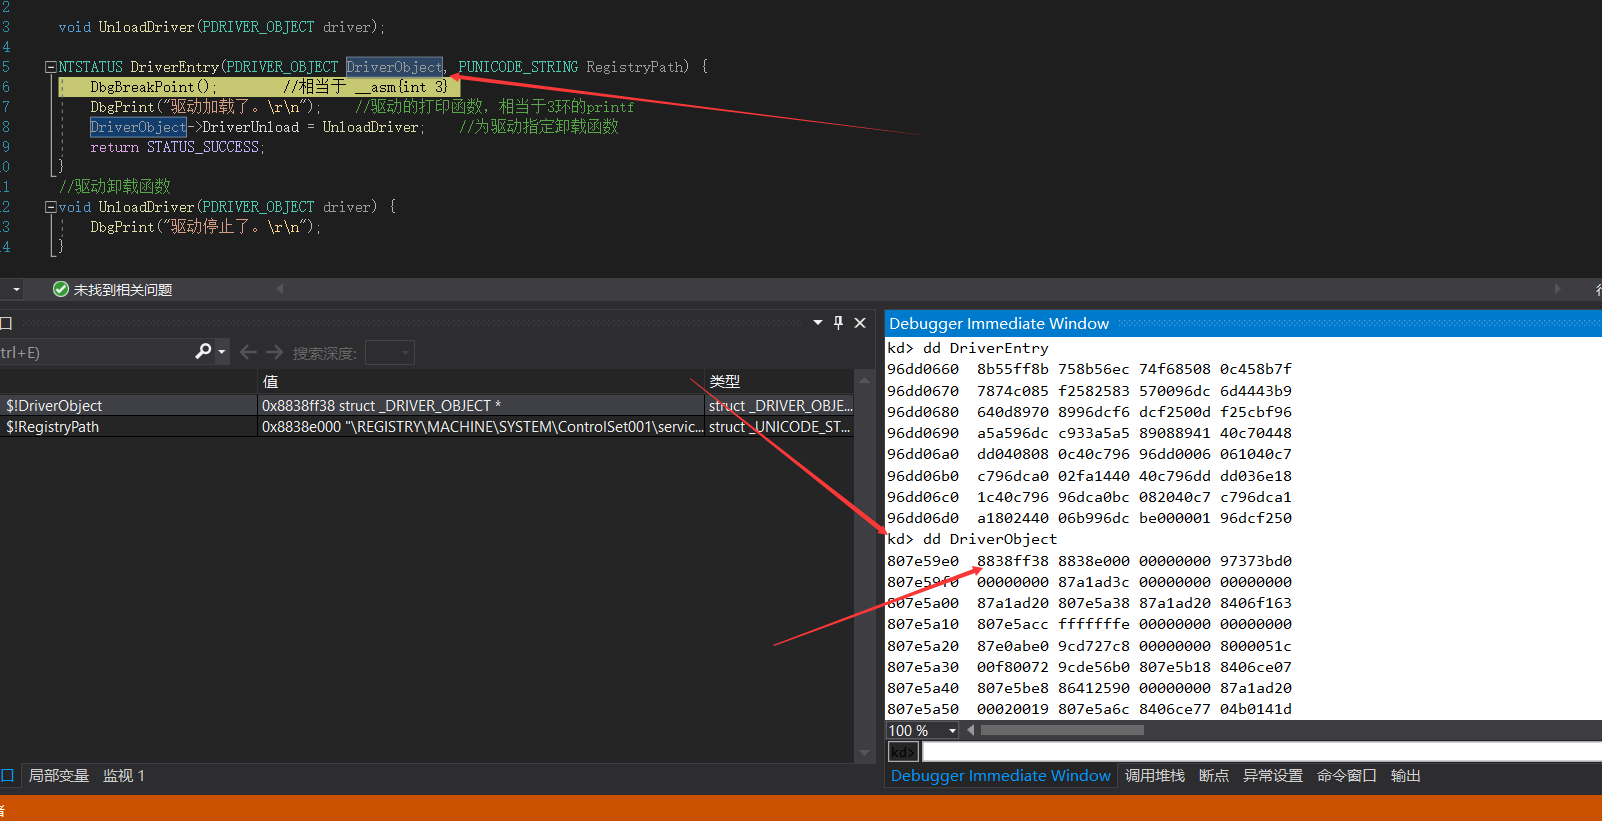 2
3 void UnloadDriver(PDRIVER_OBJECT driver);
4
5 NTSTATUS DriverEntry(PDRIVER_OBJECT DriverObject, PUNICODE_STRING RegistryPath) {
6 DbgBreakPoint(); //相当于 __asm{int 3}
7 DbgPrint("驱动加载了。\r\n"); //驱动的打印函数，相当于3环的printf
8 DriverObject->DriverUnload = UnloadDriver; //为驱动指定卸载函数
9 return STATUS_SUCCESS;
0 }
1 //驱动卸载函数
2 void UnloadDriver(PDRIVER_OBJECT driver) {
3 DbgPrint("驱动停止了。\r\n");
4 }
未找到相关问题
trl+E)
搜索深度:
值 类型
$!DriverObject 0x8838ff38 struct _DRIVER_OBJECT * struct _DRIVER_OBJE...
$!RegistryPath 0x8838e000 "\REGISTRY\MACHINE\SYSTEM\ControlSet001\servic... struct _UNICODE_ST...
局部变量 监视 1
Debugger Immediate Window
kd> dd DriverEntry
96dd0660 8b55ff8b 758b56ec 74f68508 0c458b7f
96dd0670 7874c085 f2582583 570096dc 6d4443b9
96dd0680 640d8970 8996dcf6 dcf2500d f25cbf96
96dd0690 a5a596dc c933a5a5 89088941 40c70448
96dd06a0 dd040808 0c40c796 96dd0006 061040c7
96dd06b0 c796dca0 02fa1440 40c796dd dd036e18
96dd06c0 1c40c796 96dca0bc 082040c7 c796dca1
96dd06d0 a1802440 06b996dc be000001 96dcf250
kd> dd DriverObject
807e59e0 8838ff38 8838e000 00000000 97373bd0
807e59f0 00000000 87a1ad3c 00000000 00000000
807e5a00 87a1ad20 807e5a38 87a1ad20 8406f163
807e5a10 807e5acc fffffffe 00000000 00000000
807e5a20 87e0abe0 9cd727c8 00000000 8000051c
807e5a30 00f80072 9cde56b0 807e5b18 8406ce07
807e5a40 807e5be8 86412590 00000000 87a1ad20
807e5a50 00020019 807e5a6c 8406ce77 04b0141d
100 %
kd>
Debugger Immediate Window 调用堆栈 断点 异常设置 命令窗口 输出